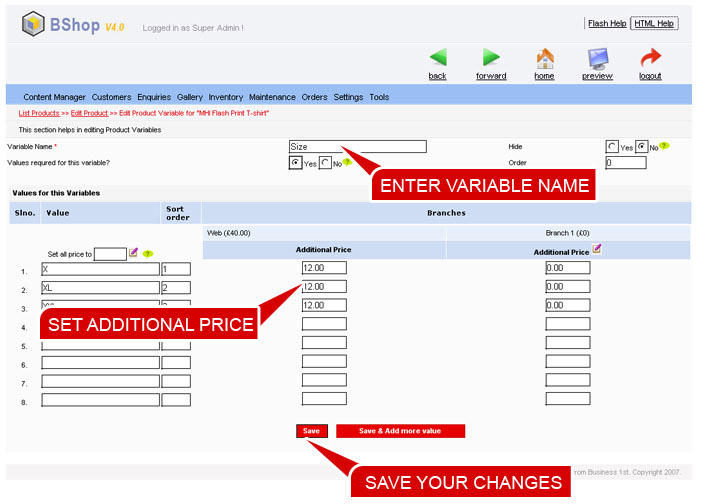 BShop V4.0
Logged in as Super Admin !
Flash Help | HTML Help
back forward home preview logout
Content Manager Customers Enquiries Gallery Inventory Maintenance Orders Settings Tools
List Products >> Edit Product >> Edit Product Variable for "MHI Flash Print T-shirt"
This section helps in editing Product Variables
Variable Name * Size Hide Yes No ?
Values requred for this variable? Yes No ? Order 0
ENTER VARIABLE NAME
Values for this Variables
Slno. Value Sort order Branches
Web (£40.00) Branch 1 (£0)
Set all price to ? Additional Price Additional Price
1. X 1 12.00 0.00
2. XL 2 12.00 0.00
3. 12.00 0.00
SET ADDITIONAL PRICE
4.
5.
6.
7.
8.
Save Save & Add more value
SAVE YOUR CHANGES
rom Business 1st. Copyright 2007.